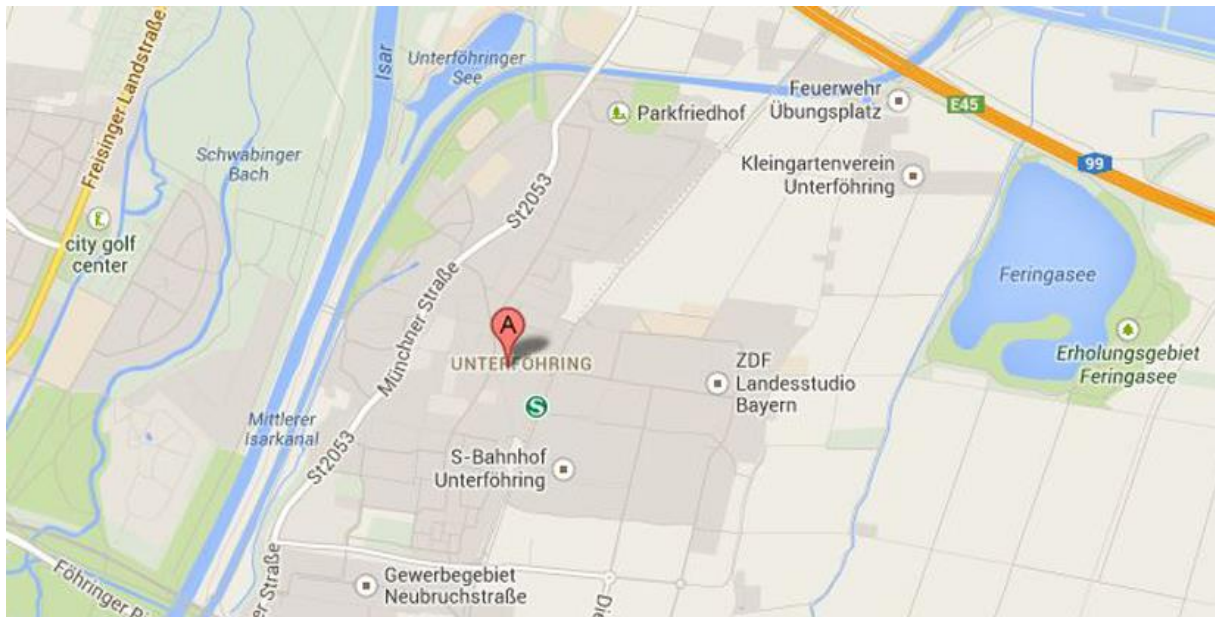 Freisinger Landstraße
Isar
Unterföhringer
See
Schwabinger
Bach
city golf
center
St2053
Parkfriedhof
Feuerwehr
Übungsplatz
E45
99
Kleingartenverein
Unterföhring
Feringasee
Münchner Straße
A
UNTERFÖHRING
ZDF
Landesstudio
Bayern
Erholungsgebiet
Feringasee
S
Mittlerer
Isarkanal
St2053
S-Bahnhof
Unterföhring
Föhringer Ri
er Straße
Gewerbegebiet
Neubruchstraße
Die